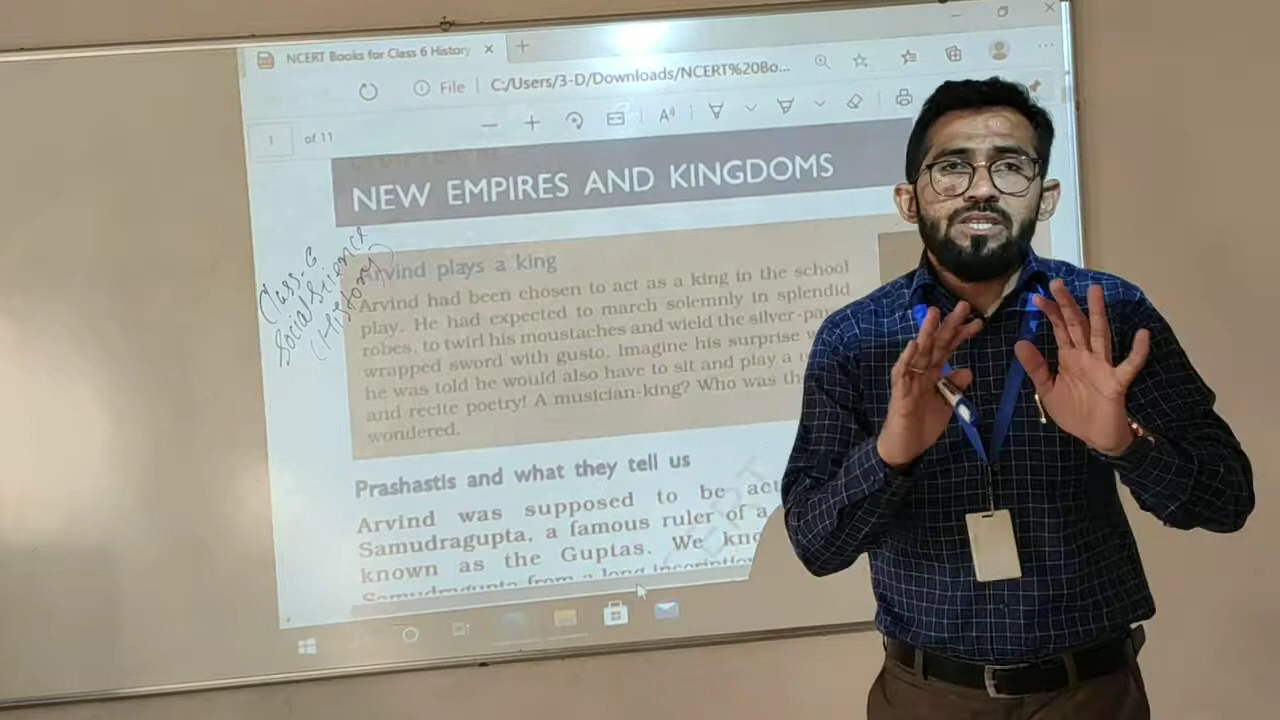 NCERT Books for Class 6 History
File C:/Users/3-D/Downloads/NCERT%20Bo...
1 of 11
NEW EMPIRES AND KINGDOMS
Class-6
Social Science
(History)
Arvind plays a king
Arvind had been chosen to act as a king in the school
play. He had expected to march solemnly in splendid
robes, to twirl his moustaches and wield the silver-
wrapped sword with gusto. Imagine his surprise
he was told he would also have to sit and play a
and recite poetry! A musician-king? Who was
wondered.
Prashastis and what they tell us
Arvind was supposed to be
Samudragupta, a famous ruler of a
known as the Guptas. We
Samudragupta from a long inscription
NCERT